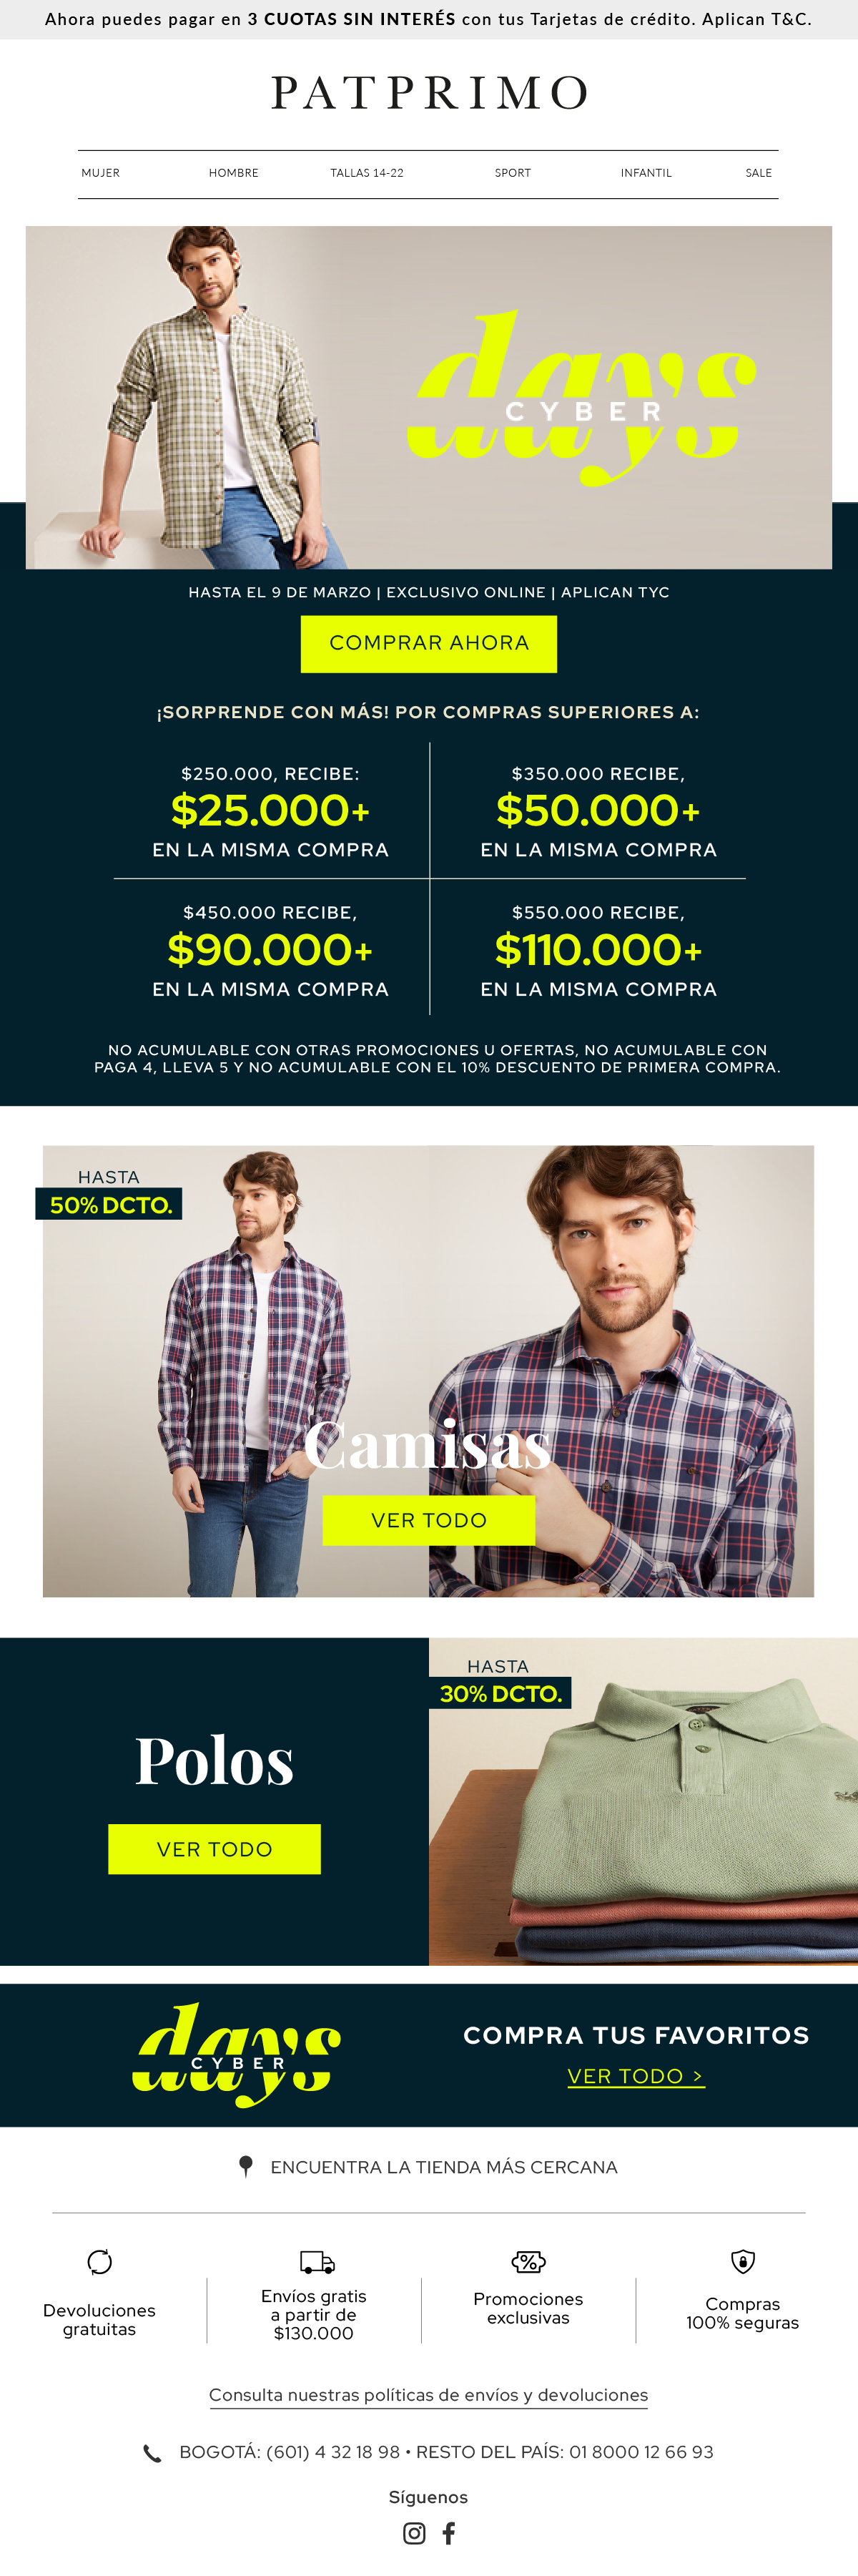 Ahora puedes pagar en 3 CUOTAS SIN INTERÉS con tus Tarjetas de crédito. Aplican T&C.
PATPRIMO
MUJER HOMBRE TALLAS 14-22 SPORT INFANTIL SALE
days
CYBER
HASTA EL 9 DE MARZO | EXCLUSIVO ONLINE | APLICAN TYC
COMPRAR AHORA
¡SORPRENDE CON MÁS! POR COMPRAS SUPERIORES A:
$250.000, RECIBE:
$25.000+
EN LA MISMA COMPRA
$350.000 RECIBE,
$50.000+
EN LA MISMA COMPRA
$450.000 RECIBE,
$90.000+
EN LA MISMA COMPRA
$550.000 RECIBE,
$110.000+
EN LA MISMA COMPRA
NO ACUMULABLE CON OTRAS PROMOCIONES U OFERTAS, NO ACUMULABLE CON
PAGA 4, LLEVA 5 Y NO ACUMULABLE CON EL 10% DESCUENTO DE PRIMERA COMPRA.
HASTA
50% DCTO.
Camisas
VER TODO
Polos
VER TODO
HASTA
30% DCTO.
days
CYBER
COMPRA TUS FAVORITOS
VER TODO >
ENCUENTRA LA TIENDA MÁS CERCANA
Devoluciones
gratuitas
Envíos gratis
a partir de
$130.000
Promociones
exclusivas
Compras
100% seguras
Consulta nuestras políticas de envíos y devoluciones
BOGOTÁ: (601) 4 32 18 98 • RESTO DEL PAÍS: 01 8000 12 66 93
Síguenos